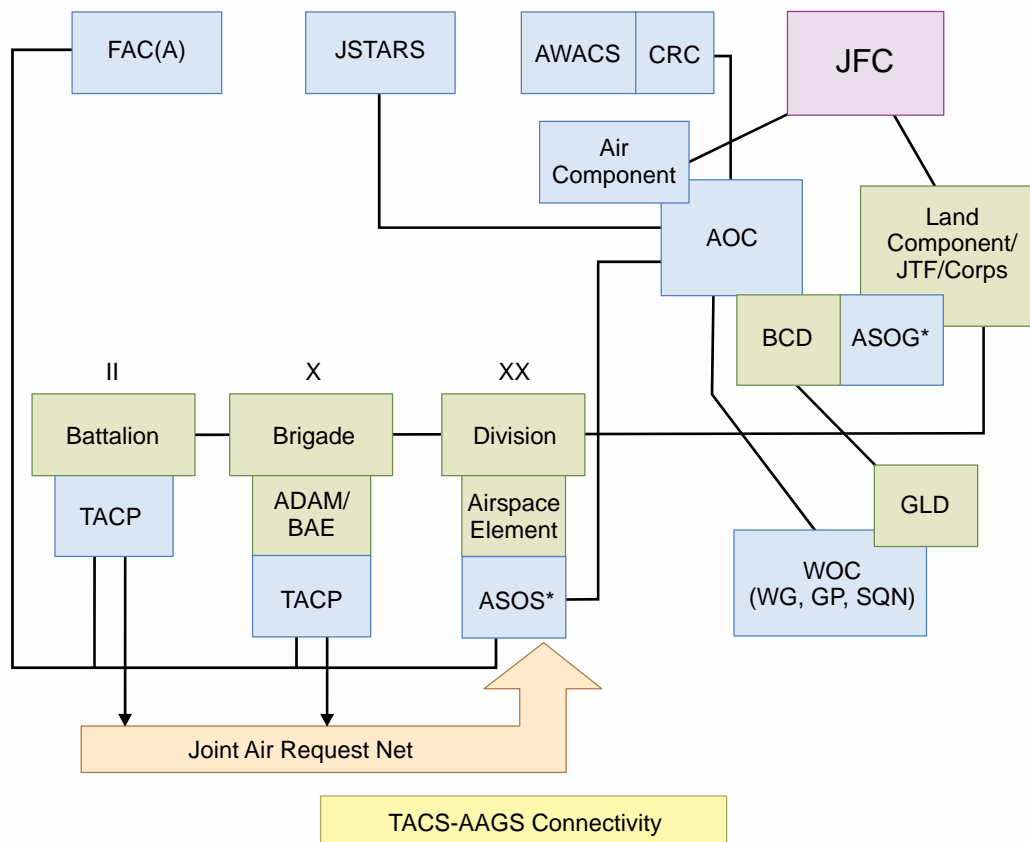 FAC(A)
JSTARS
AWACS
CRC
JFC
Air
Component
AOC
Land
Component/
JTF/Corps
BCD
ASOG*
II
X
XX
Battalion
Brigade
Division
TACP
ADAM/
BAE
Airspace
Element
GLD
TACP
ASOS*
WOC
(WG, GP, SQN)
Joint Air Request Net
TACS-AAGS Connectivity